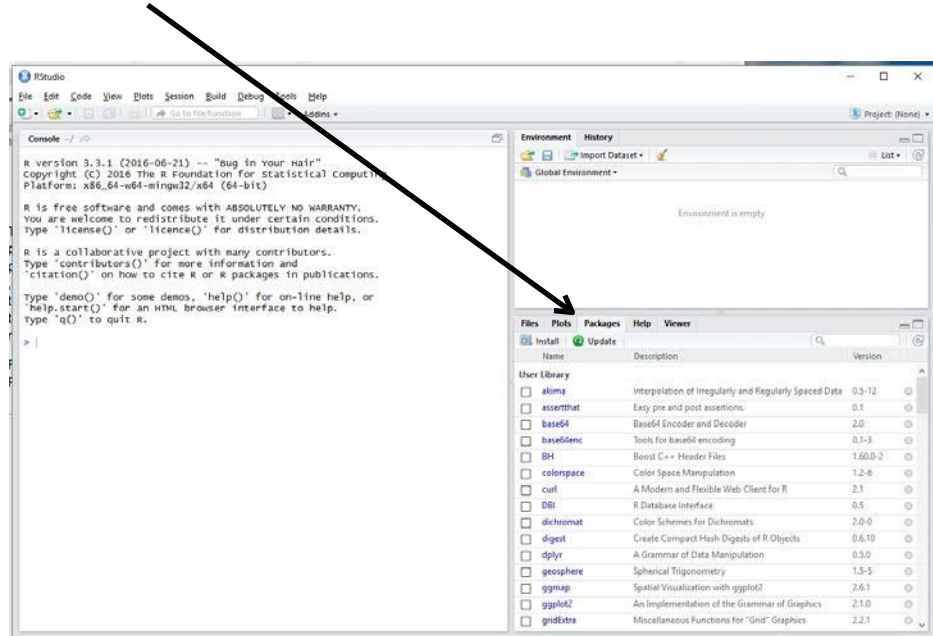 RStudio
File Edit Code View Plots Session Build Debug Tools Help
Go to file/function Addins
Project: (None)
Console ~/
R version 3.3.1 (2016-06-21) -- "Bug in Your Hair"
Copyright (C) 2016 The R Foundation for Statistical Computing
Platform: x86_64-w64-mingw32/x64 (64-bit)
R is free software and comes with ABSOLUTELY NO WARRANTY.
You are welcome to redistribute it under certain conditions.
Type 'license()' or 'licence()' for distribution details.
R is a collaborative project with many contributors.
Type 'contributors()' for more information and
'citation()' on how to cite R or R packages in publications.
Type 'demo()' for some demos, 'help()' for on-line help, or
'help.start()' for an HTML browser interface to help.
Type 'q()' to quit R.
>
Environment History
Import Dataset List
Global Environment
Environment is empty
Files Plots Packages Help Viewer
Install Update
Name Description Version
User Library
akima Interpolation of Irregularly and Regularly Spaced Data 0.5-12
assertthat Easy pre and post assertions. 0.1
base64 Base64 Encoder and Decoder 2.0
base64enc Tools for base64 encoding 0.1-3
BH Boost C++ Header Files 1.60.0-2
colorspace Color Space Manipulation 1.2-6
curl A Modern and Flexible Web Client for R 2.1
DBI R Database Interface 0.5
dichromat Color Schemes for Dichromats 2.0-0
digest Create Compact Hash Digests of R Objects 0.6.10
dplyr A Grammar of Data Manipulation 0.5.0
geosphere Spherical Trigonometry 1.5-5
ggmap Spatial Visualization with ggplot2 2.6.1
ggplot2 An Implementation of the Grammar of Graphics 2.1.0
gridExtra Miscellaneous Functions for "Grid" Graphics 2.2.1